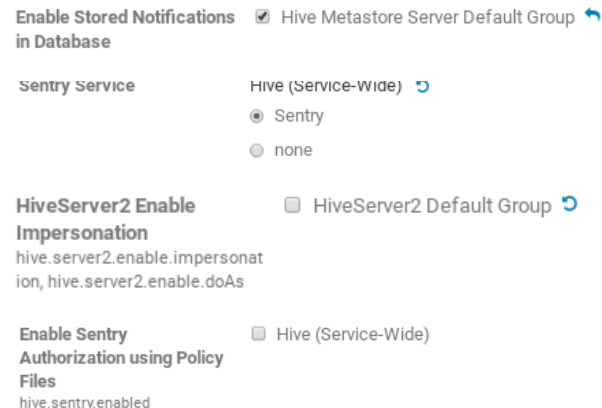 Enable Stored Notifications
in Database
Hive Metastore Server Default Group
Sentry Service
Hive (Service-Wide)
Sentry
none
HiveServer2 Enable
Impersonation
hive.server2.enable.impersonat
ion, hive.server2.enable.doAs
HiveServer2 Default Group
Enable Sentry
Authorization using Policy
Files
hive.sentry.enabled
Hive (Service-Wide)